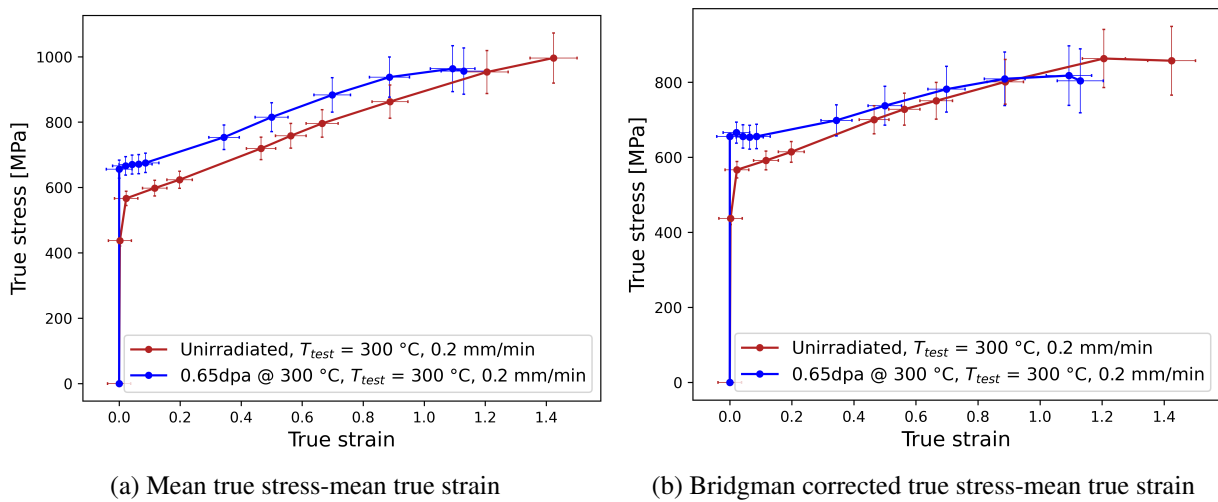 1000
800
600
400
200
0
True stress [MPa]
0.0 0.2 0.4 0.6 0.8 1.0 1.2 1.4
True strain
Unirradiated, T_test = 300 °C, 0.2 mm/min
0.65dpa @ 300 °C, T_test = 300 °C, 0.2 mm/min
(a) Mean true stress-mean true strain
800
600
400
200
0
True stress [MPa]
0.0 0.2 0.4 0.6 0.8 1.0 1.2 1.4
True strain
Unirradiated, T_test = 300 °C, 0.2 mm/min
0.65dpa @ 300 °C, T_test = 300 °C, 0.2 mm/min
(b) Bridgman corrected true stress-mean true strain